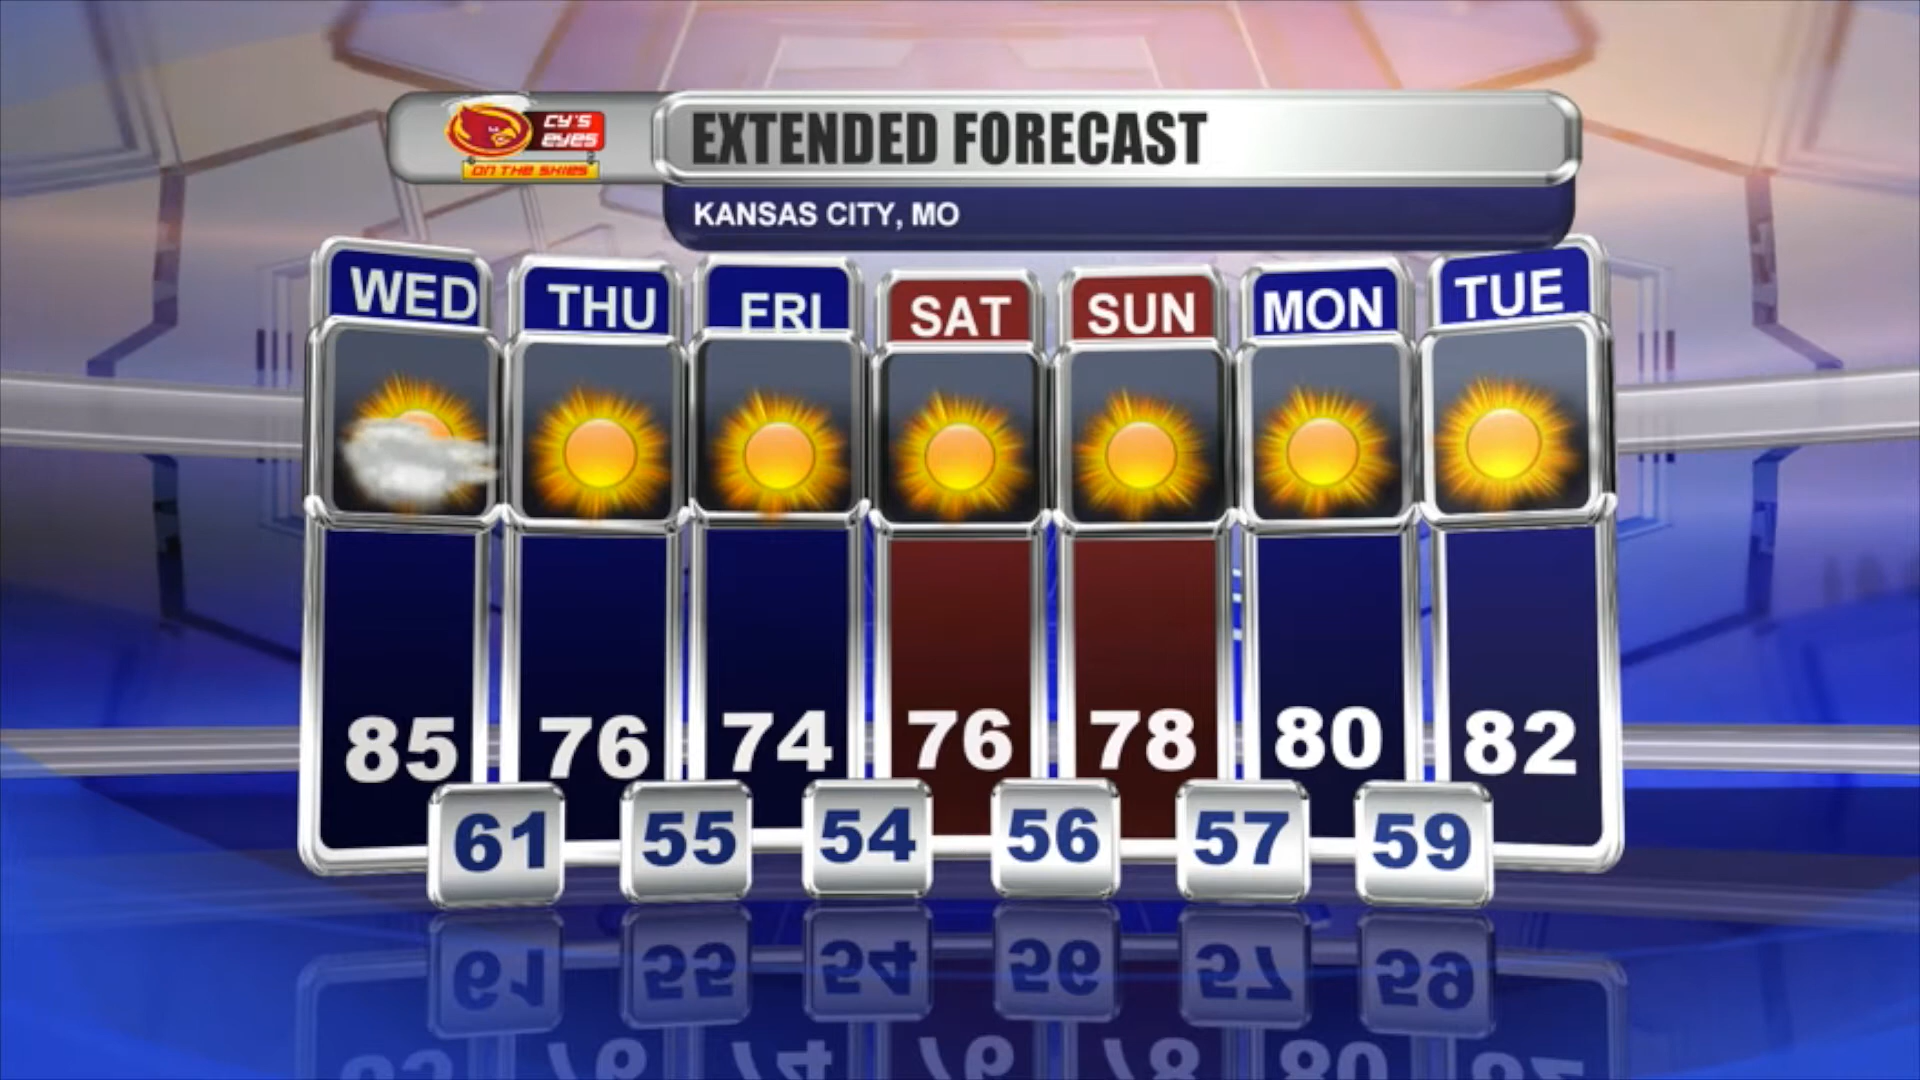 CY'S
EYES
ON THE SKIES
EXTENDED FORECAST
KANSAS CITY, MO
WED THU FRI SAT SUN MON TUE
85 76 74 76 78 80 82
61 55 54 56 57 59